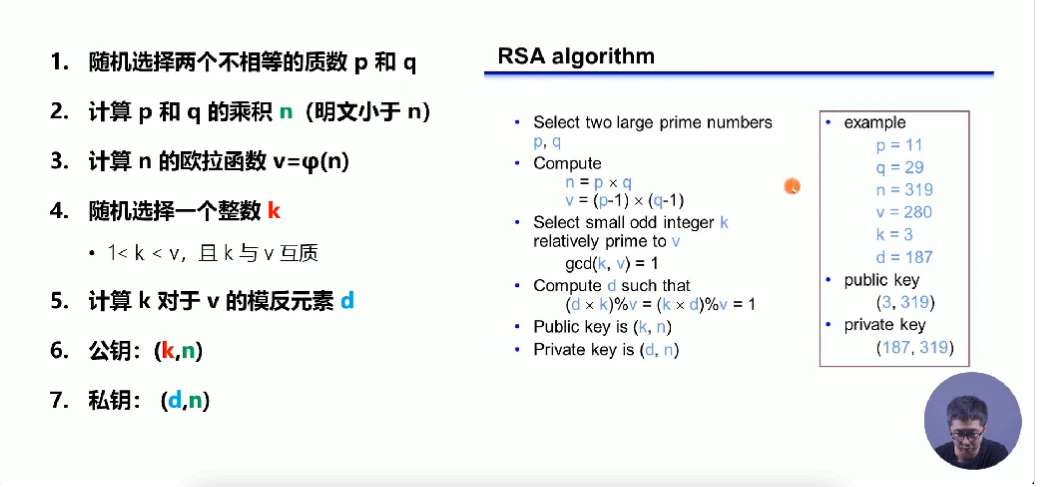 1. 随机选择两个不相等的质数 p 和 q
2. 计算 p 和 q 的乘积 n（明文小于 n）
3. 计算 n 的欧拉函数 v=φ(n)
4. 随机选择一个整数 k
• 1< k < v，且 k 与 v 互质
5. 计算 k 对于 v 的模反元素 d
6. 公钥：(k,n)
7. 私钥： (d,n)
RSA algorithm
• Select two large prime numbers
p, q
• Compute
n = p × q
v = (p-1) × (q-1)
• Select small odd integer k
relatively prime to v
gcd(k, v) = 1
• Compute d such that
(d × k)%v = (k × d)%v = 1
• Public key is (k, n)
• Private key is (d, n)
• example
p = 11
q = 29
n = 319
v = 280
k = 3
d = 187
• public key
(3, 319)
• private key
(187, 319)